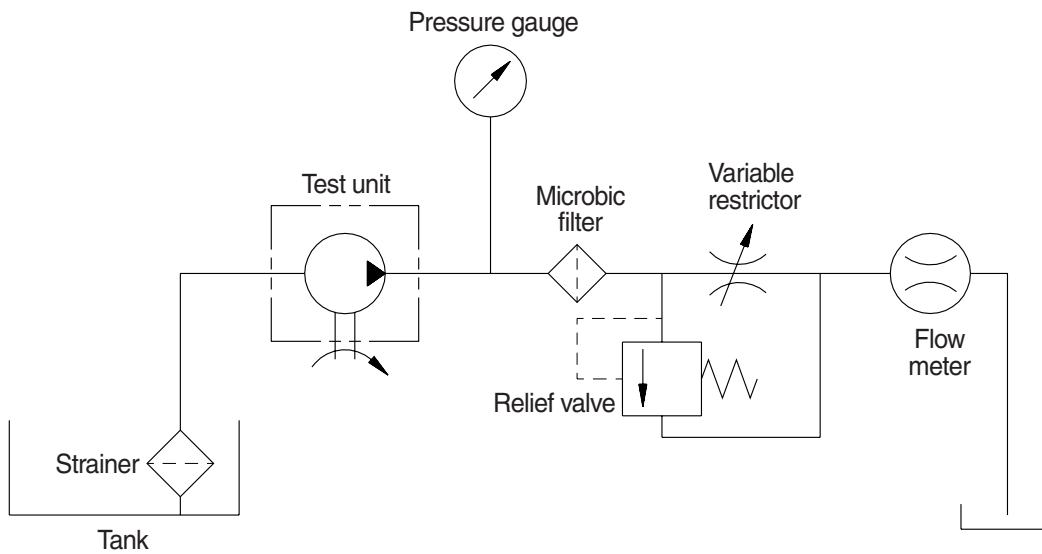 Pressure gauge
Test unit
Microbic
filter
Variable
restrictor
Flow
meter
Relief valve
Strainer
Tank